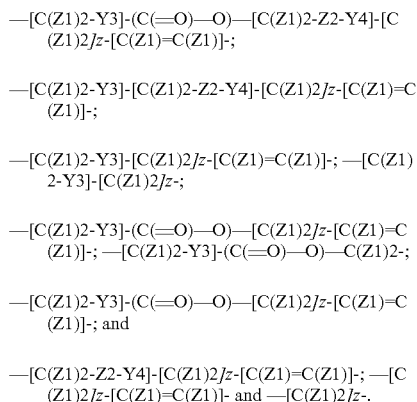 —[C(Z1)2-Y3]-(C(═O)—O)—[C(Z1)2-Z2-Y4]-[C
(Z1)2]z-[C(Z1)=C(Z1)]-;
—[C(Z1)2-Y3]-[C(Z1)2-Z2-Y4]-[C(Z1)2]z-[C(Z1)=C
(Z1)]-;
—[C(Z1)2-Y3]-[C(Z1)2]z-[C(Z1)=C(Z1)]-; —[C(Z1)
2-Y3]-[C(Z1)2]z-;
—[C(Z1)2-Y3]-(C(═O)—O)—[C(Z1)2]z-[C(Z1)=C
(Z1)]-; —[C(Z1)2-Y3]-(C(═O)—O)—C(Z1)2-;
—[C(Z1)2-Y3]-(C(═O)—O)—[C(Z1)2]z-[C(Z1)=C
(Z1)]-; and
—[C(Z1)2-Z2-Y4]-[C(Z1)2]z-[C(Z1)=C(Z1)]-; —[C
(Z1)2]z-[C(Z1)=C(Z1)]- and —[C(Z1)2]z-.